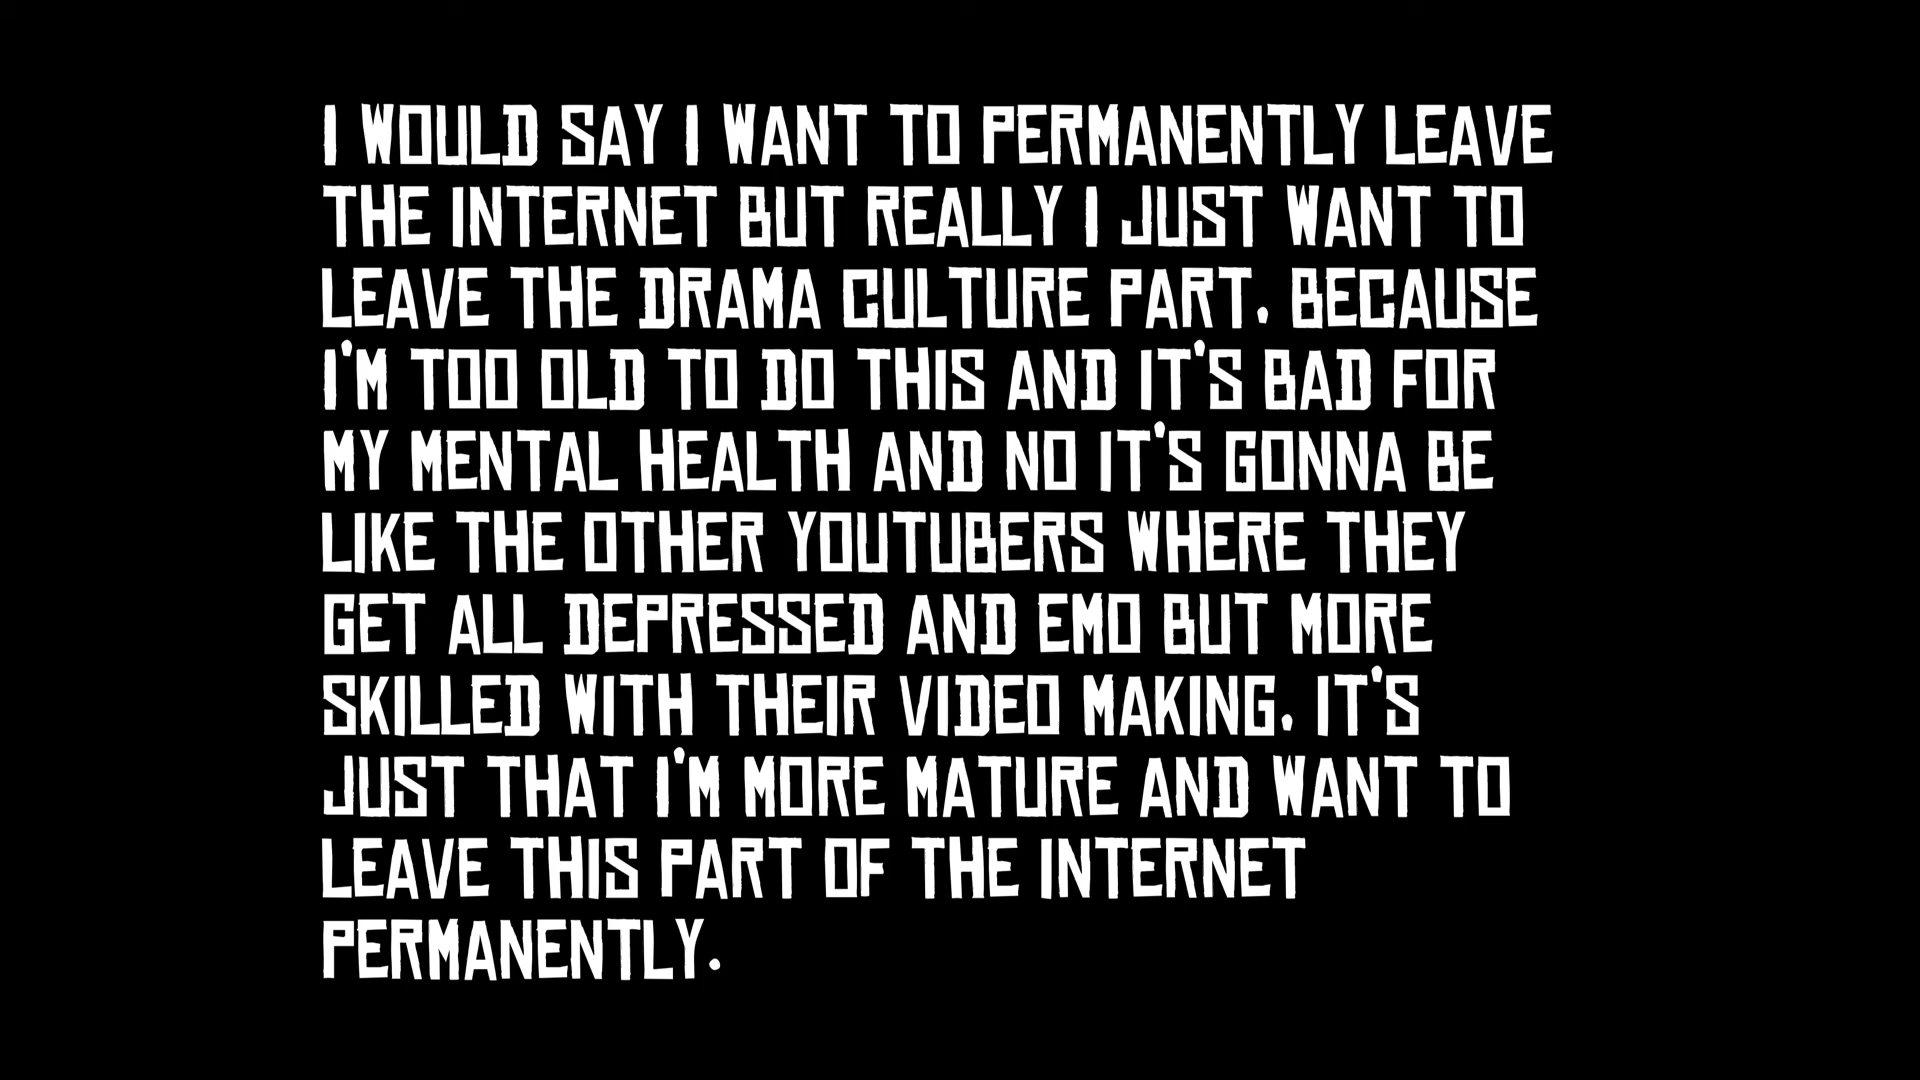 I WOULD SAY I WANT TO PERMANENTLY LEAVE
THE INTERNET BUT REALLY I JUST WANT TO
LEAVE THE DRAMA CULTURE PART. BECAUSE
I'M TOO OLD TO DO THIS AND IT'S BAD FOR
MY MENTAL HEALTH AND NO IT'S GONNA BE
LIKE THE OTHER YOUTUBERS WHERE THEY
GET ALL DEPRESSED AND EMO BUT MORE
SKILLED WITH THEIR VIDEO MAKING. IT'S
JUST THAT I'M MORE MATURE AND WANT TO
LEAVE THIS PART OF THE INTERNET
PERMANENTLY.